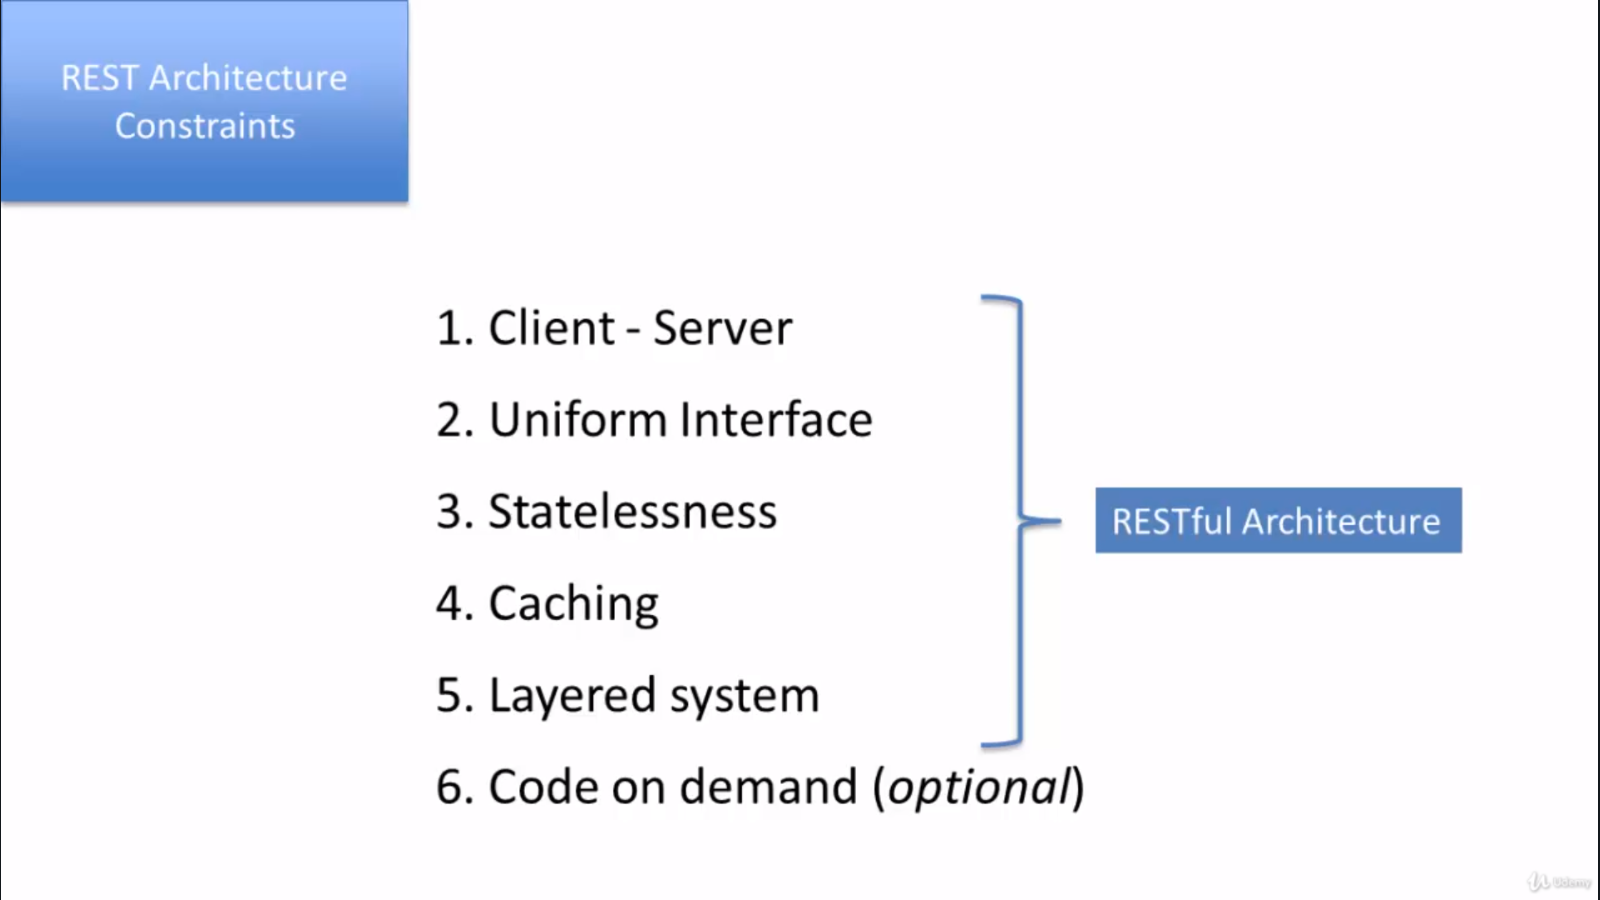 REST Architecture
Constraints
1. Client - Server
2. Uniform Interface
3. Statelessness
4. Caching
5. Layered system
6. Code on demand (optional)
RESTful Architecture
Udemy